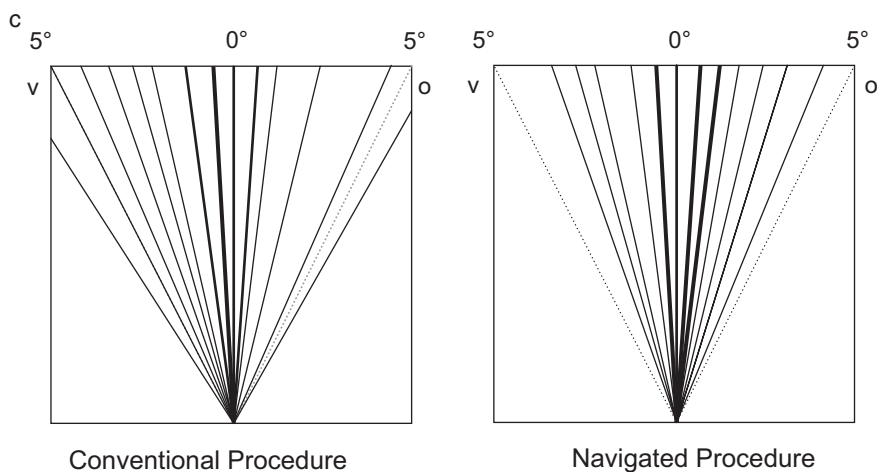 c
5° 0° 5° 5° 0° 5°
v o v o
Conventional Procedure Navigated Procedure